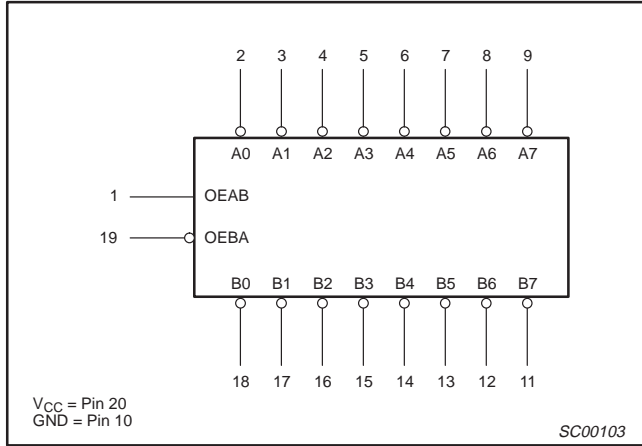 2 3 4 5 6 7 8 9
A0 A1 A2 A3 A4 A5 A6 A7
1 OEAB
19 OEBA
B0 B1 B2 B3 B4 B5 B6 B7
18 17 16 15 14 13 12 11
VCC = Pin 20
GND = Pin 10
SC00103